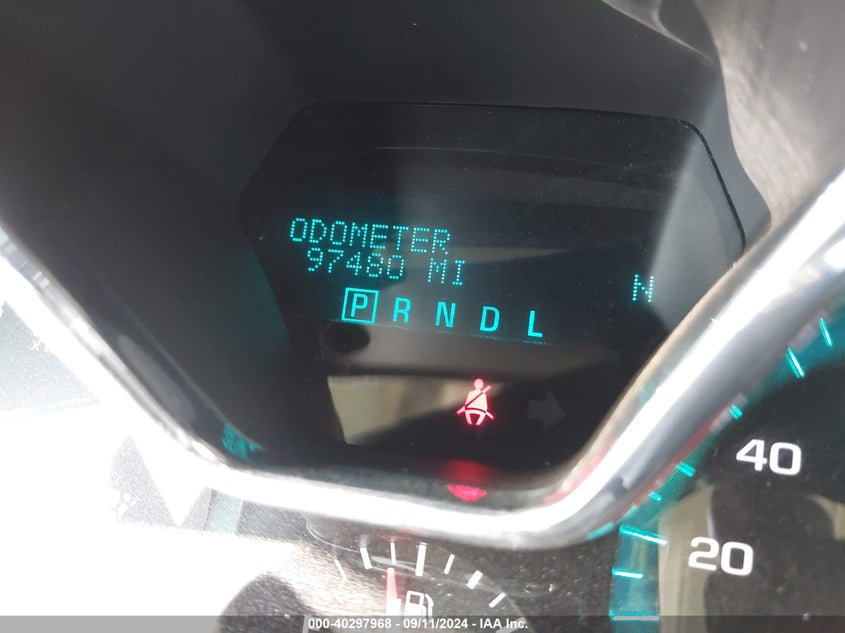 ODOMETER
97480 MI
N
P R N D L
40
20
000-40297968 - 09/11/2024 - IAA Inc.